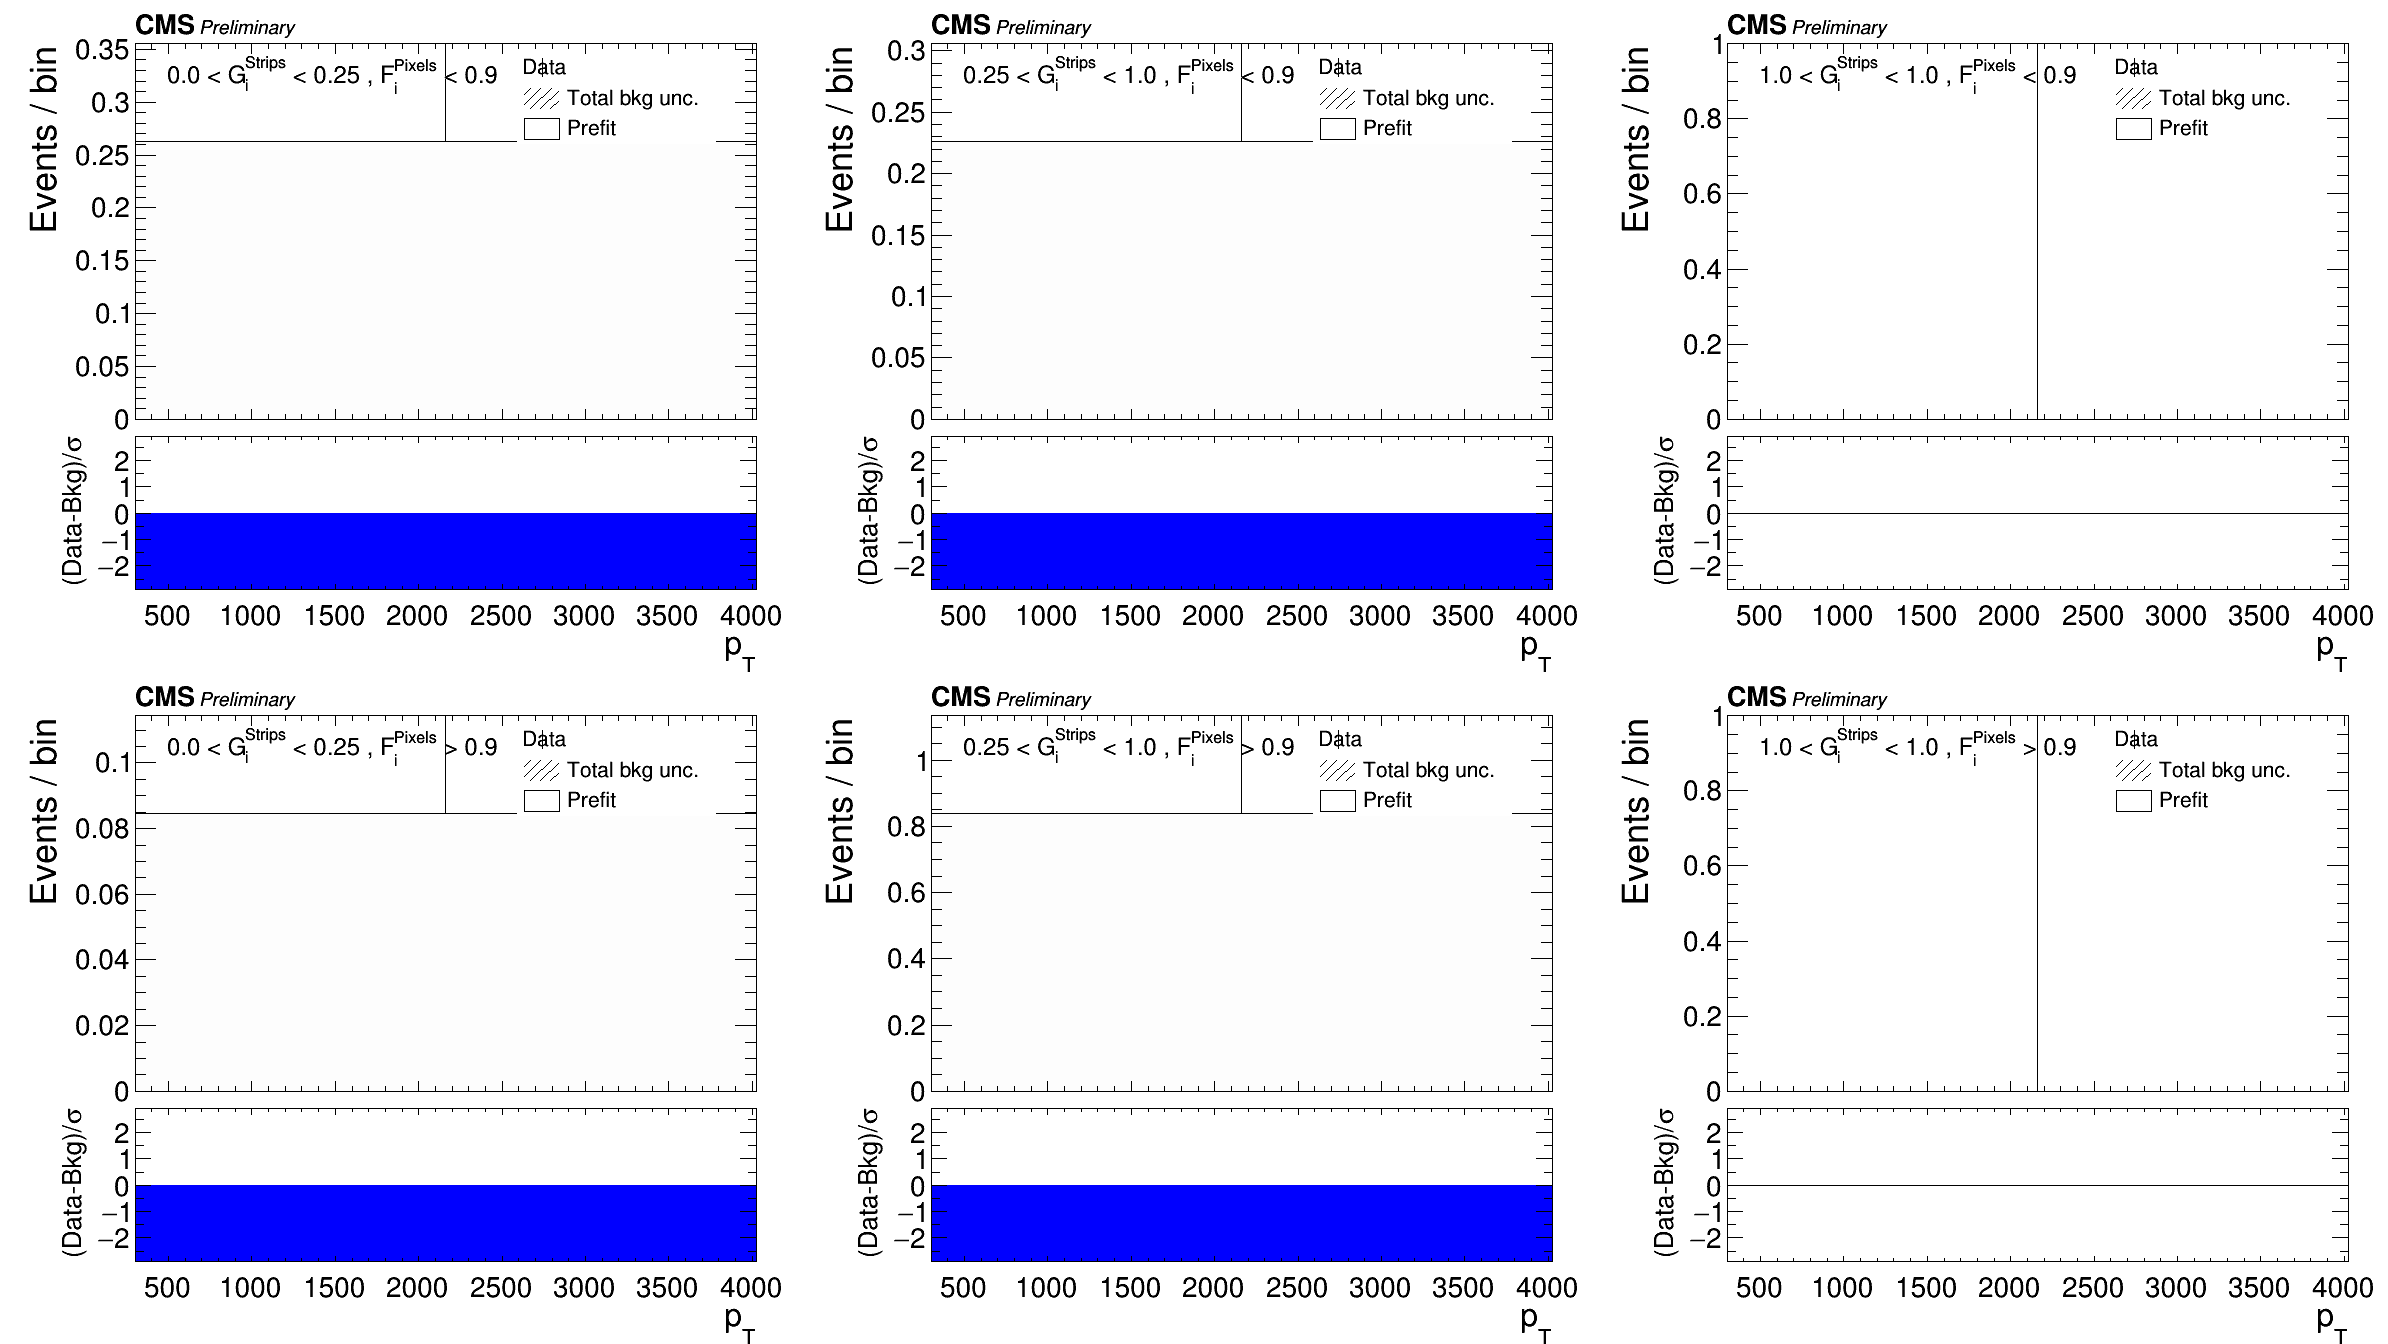 CMS Preliminary
Events / bin
0.0 < G_i^Strips < 0.25 , F_i^Pixels < 0.9
Data
Total bkg unc.
Prefit
0.35
0.3
0.25
0.2
0.15
0.1
0.05
0
(Data-Bkg)/σ
2
1
0
−1
−2
500 1000 1500 2000 2500 3000 3500 4000
p_T
CMS Preliminary
Events / bin
0.25 < G_i^Strips < 1.0 , F_i^Pixels < 0.9
Data
Total bkg unc.
Prefit
0.3
0.25
0.2
0.15
0.1
0.05
0
(Data-Bkg)/σ
2
1
0
−1
−2
500 1000 1500 2000 2500 3000 3500 4000
p_T
CMS Preliminary
Events / bin
1.0 < G_i^Strips < 1.0 , F_i^Pixels < 0.9
Data
Total bkg unc.
Prefit
1
0.8
0.6
0.4
0.2
0
(Data-Bkg)/σ
2
1
0
−1
−2
500 1000 1500 2000 2500 3000 3500 4000
p_T
CMS Preliminary
Events / bin
0.0 < G_i^Strips < 0.25 , F_i^Pixels > 0.9
Data
Total bkg unc.
Prefit
0.1
0.08
0.06
0.04
0.02
0
(Data-Bkg)/σ
2
1
0
−1
−2
500 1000 1500 2000 2500 3000 3500 4000
p_T
CMS Preliminary
Events / bin
0.25 < G_i^Strips < 1.0 , F_i^Pixels > 0.9
Data
Total bkg unc.
Prefit
1
0.8
0.6
0.4
0.2
0
(Data-Bkg)/σ
2
1
0
−1
−2
500 1000 1500 2000 2500 3000 3500 4000
p_T
CMS Preliminary
Events / bin
1.0 < G_i^Strips < 1.0 , F_i^Pixels > 0.9
Data
Total bkg unc.
Prefit
1
0.8
0.6
0.4
0.2
0
(Data-Bkg)/σ
2
1
0
−1
−2
500 1000 1500 2000 2500 3000 3500 4000
p_T